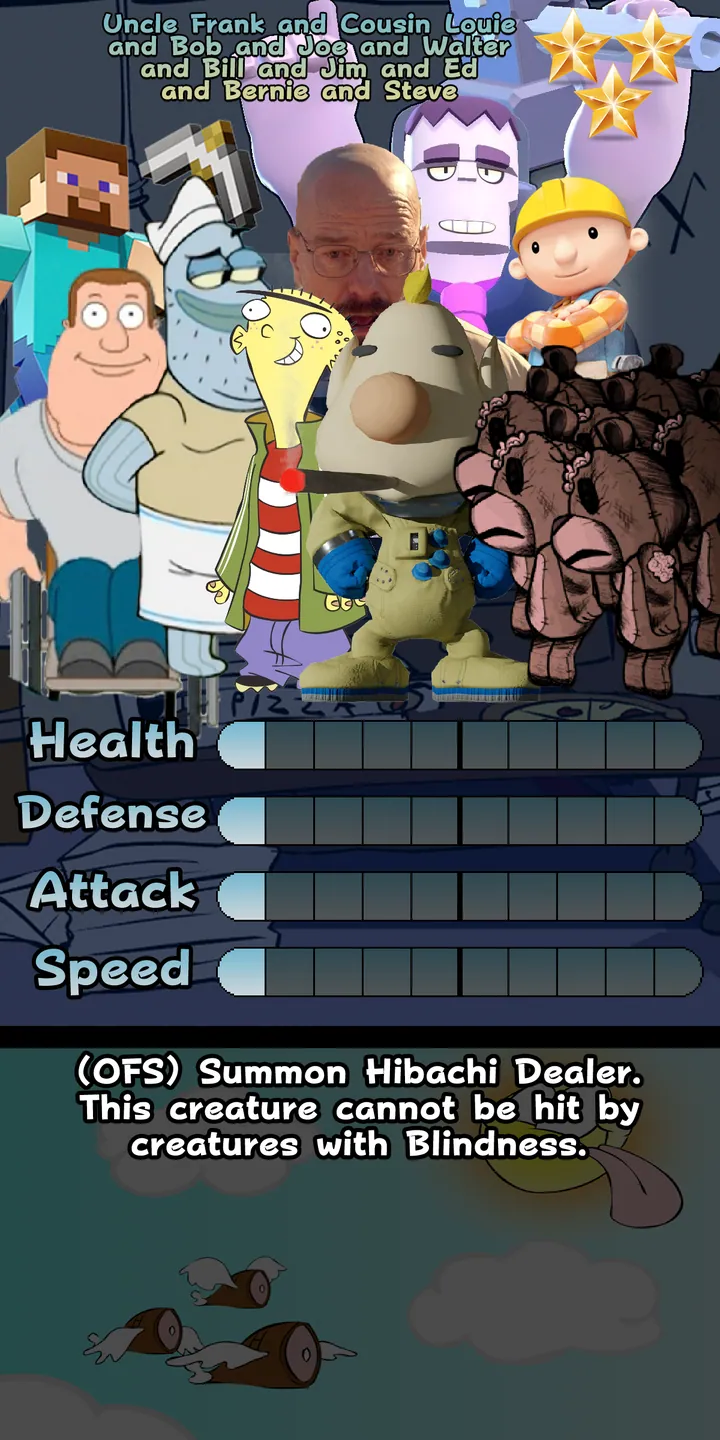 Uncle Frank and Cousin Louie
and Bob and Joe and Walter
and Bill and Jim and Ed
and Bernie and Steve
Health
Defense
Attack
Speed
(OFS) Summon Hibachi Dealer.
This creature cannot be hit by
creatures with Blindness.